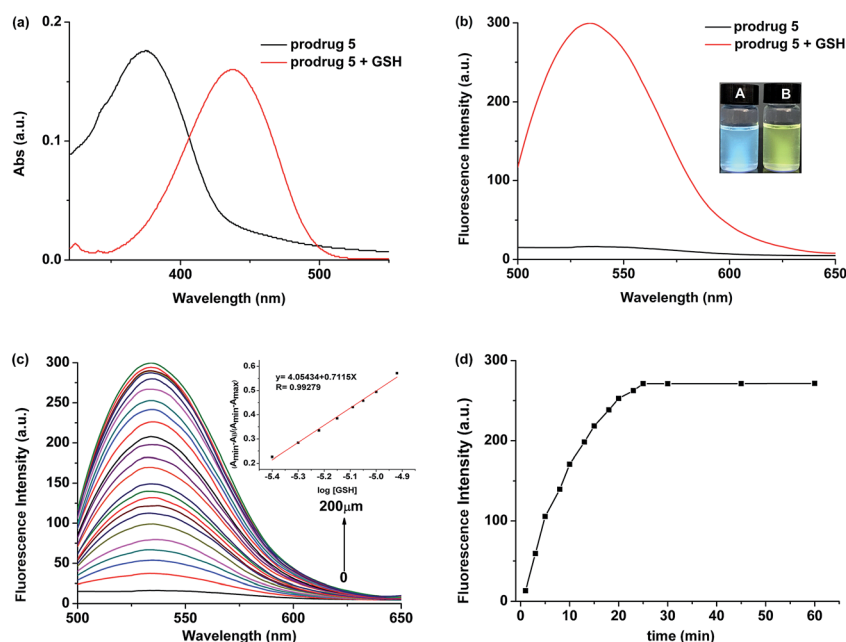 (a)
prodrug 5
prodrug 5 + GSH
0.2
0.1
0.0
Abs (a.u.)
400
500
Wavelength (nm)
(b)
prodrug 5
prodrug 5 + GSH
A B
300
200
100
0
Fluorescence Intensity (a.u.)
500 550 600 650
Wavelength (nm)
(c)
300
250
200
150
100
50
0
Fluorescence Intensity (a.u.)
500 550 600 650
Wavelength (nm)
y= 4.05434+0.7115X
R= 0.99279
0.6
0.5
0.4
0.3
0.2
-5.4 -5.3 -5.2 -5.1 -5.0 -4.9
log [GSH]
200μm
0
(d)
300
200
100
0
Fluorescence Intensity (a.u.)
0 10 20 30 40 50 60
time (min)